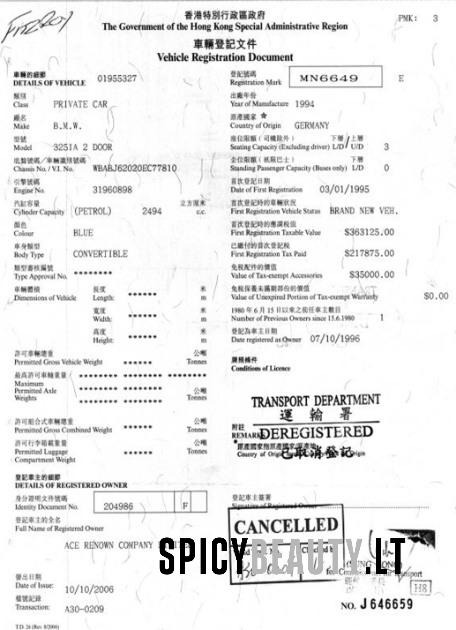 香港特別行政區政府
The Government of the Hong Kong Special Administrative Region
PMK: 3
車輛登記文件
Vehicle Registration Document
車輛的細節
DETAILS OF VEHICLE 01955327
類別
Class PRIVATE CAR
廠名
Make B.M.W.
型號
Model 325IA 2 DOOR
底盤號碼／車輛識別號碼
Chassis No. / V.I. No. WBABJ62020EC77810
引擎號碼
Engine No. 31960898
汽缸容量 立方厘米
Cylinder Capacity (PETROL) 2494 c.c.
顏色
Colour BLUE
車身類型
Body Type CONVERTIBLE
類型審核編號
Type Approval No. ********
車輛體積 長度 米
Dimensions of Vehicle Length: ****** m
寬度 米
Width: ****** m
高度 米
Height: ****** m
許可車輛總重 公噸
Permitted Gross Vehicle Weight ****** Tonnes
最高許可車軸重量
Maximum
Permitted Axle
Weights
公噸
Tonnes
許可組合式車輛總重 公噸
Permitted Gross Combined Weight ****** Tonnes
許可行李箱載重量 公噸
Permitted Luggage ****** Tonnes
Compartment Weight
登記車主的細節
DETAILS OF REGISTERED OWNER
身分證明文件號碼
Identity Document No. 204986 F
登記車主的全名
Full Name of Registered Owner
ACE RENOWN COMPANY
簽出日期
Date of Issue: 10/10/2006
檔號記錄
Transaction: A30-0209
登記號碼
Registration Mark MN6649 E
出廠年份
Year of Manufacture 1994
原產國家 *
Country of Origin GERMANY
座位限額（司機除外） 下層／上層
Seating Capacity (Excluding driver) L/D / U/D 3
企位限額（祇限巴士） 下層
Standing Passenger Capacity (Buses only) L/D 0
首次登記日期
Date of First Registration 03/01/1995
首次登記時的車輛狀況
First Registration Vehicle Status BRAND NEW VEH.
首次登記時的應課稅值
First Registration Taxable Value $363125.00
已繳付的首次登記稅
First Registration Tax Paid $217875.00
免稅配件的價值
Value of Tax-exempt Accessories $35000.00
免稅保養未滿期部份的價值
Value of Unexpired Portion of Tax-exempt Warranty $0.00
1980 年 6 月 15 日以來之前任車主數目
Number of Previous Owners since 15.6.1980 1
登記為車主日期
Date registered as Owner 07/10/1996
領照條件
Conditions of Licence
TRANSPORT DEPARTMENT
運輸署
附註
REMARKS
DEREGISTERED
已取消登記
Country of Origin
登記車主簽署
Signature of Registered Owner
CANCELLED
SPICYBEAUTY.LT
H8
NO. J646659